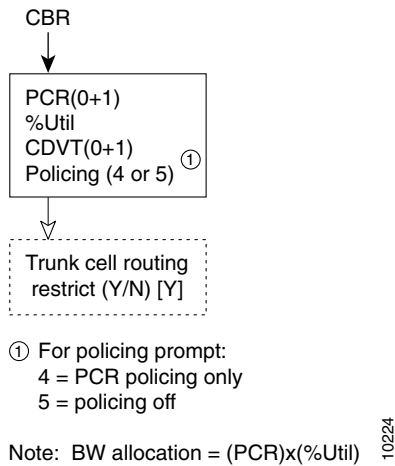 CBR
PCR(0+1)
%Util
CDVT(0+1)
Policing (4 or 5) ①
Trunk cell routing
restrict (Y/N) [Y]
① For policing prompt:
4 = PCR policing only
5 = policing off
Note: BW allocation = (PCR)x(%Util)
10224